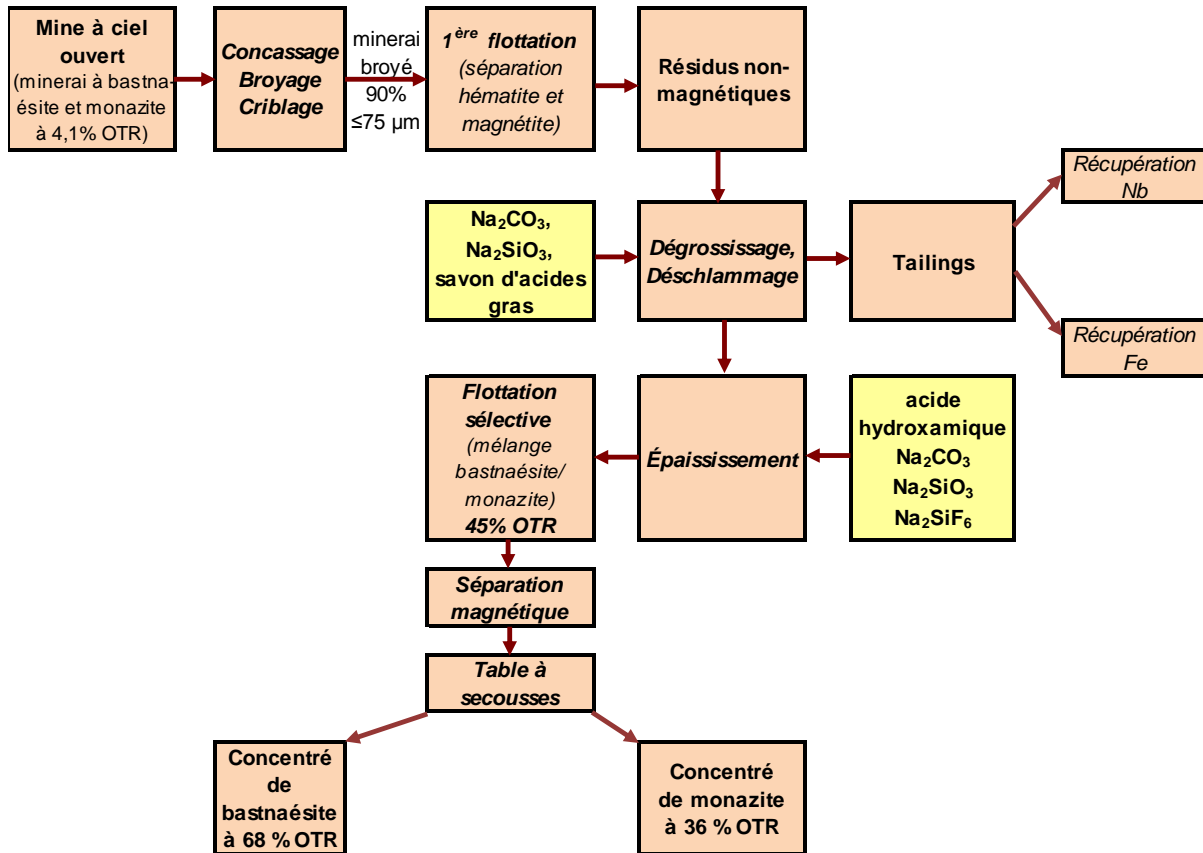 Mine à ciel
ouvert
(minerai à bastna-
ésite et monazite
à 4,1% OTR)
Concassage
Broyage
Criblage
minerai
broyé
90%
≤75 µm
1ère flottation
(séparation
hématite et
magnétite)
Résidus non-
magnétiques
Récupération
Nb
Na2CO3,
Na2SiO3,
savon d'acides
gras
Dégrossissage,
Déschlammage
Tailings
Récupération
Fe
Flottation
sélective
(mélange
bastnaésite/
monazite)
45% OTR
Épaississement
acide
hydroxamique
Na2CO3
Na2SiO3
Na2SiF6
Séparation
magnétique
Table à
secousses
Concentré
de
bastnaésite
à 68 % OTR
Concentré
de monazite
à 36 % OTR